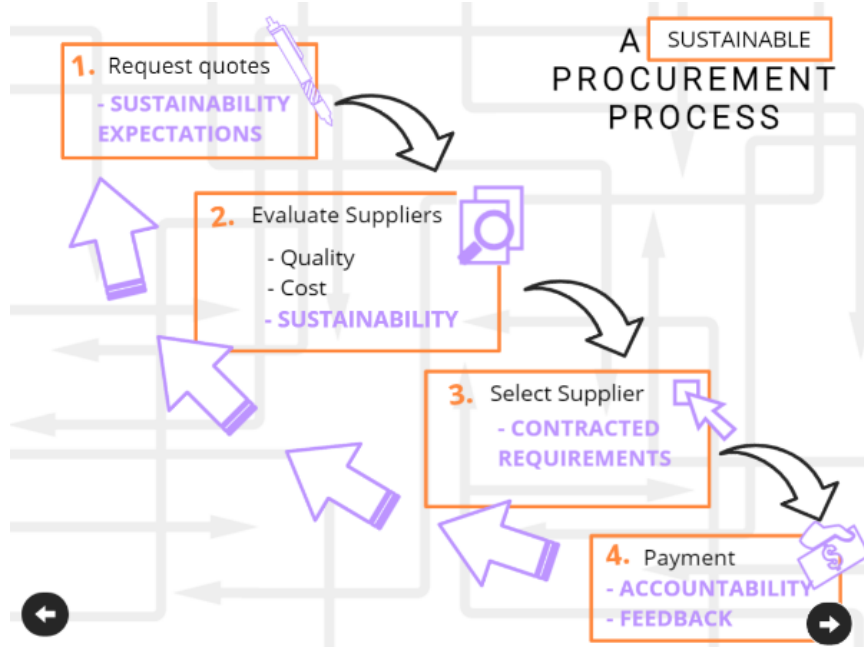 A SUSTAINABLE
PROCUREMENT
PROCESS
1. Request quotes
- SUSTAINABILITY
EXPECTATIONS
2. Evaluate Suppliers
- Quality
- Cost
- SUSTAINABILITY
3. Select Supplier
- CONTRACTED
REQUIREMENTS
4. Payment
- ACCOUNTABILITY
- FEEDBACK
$